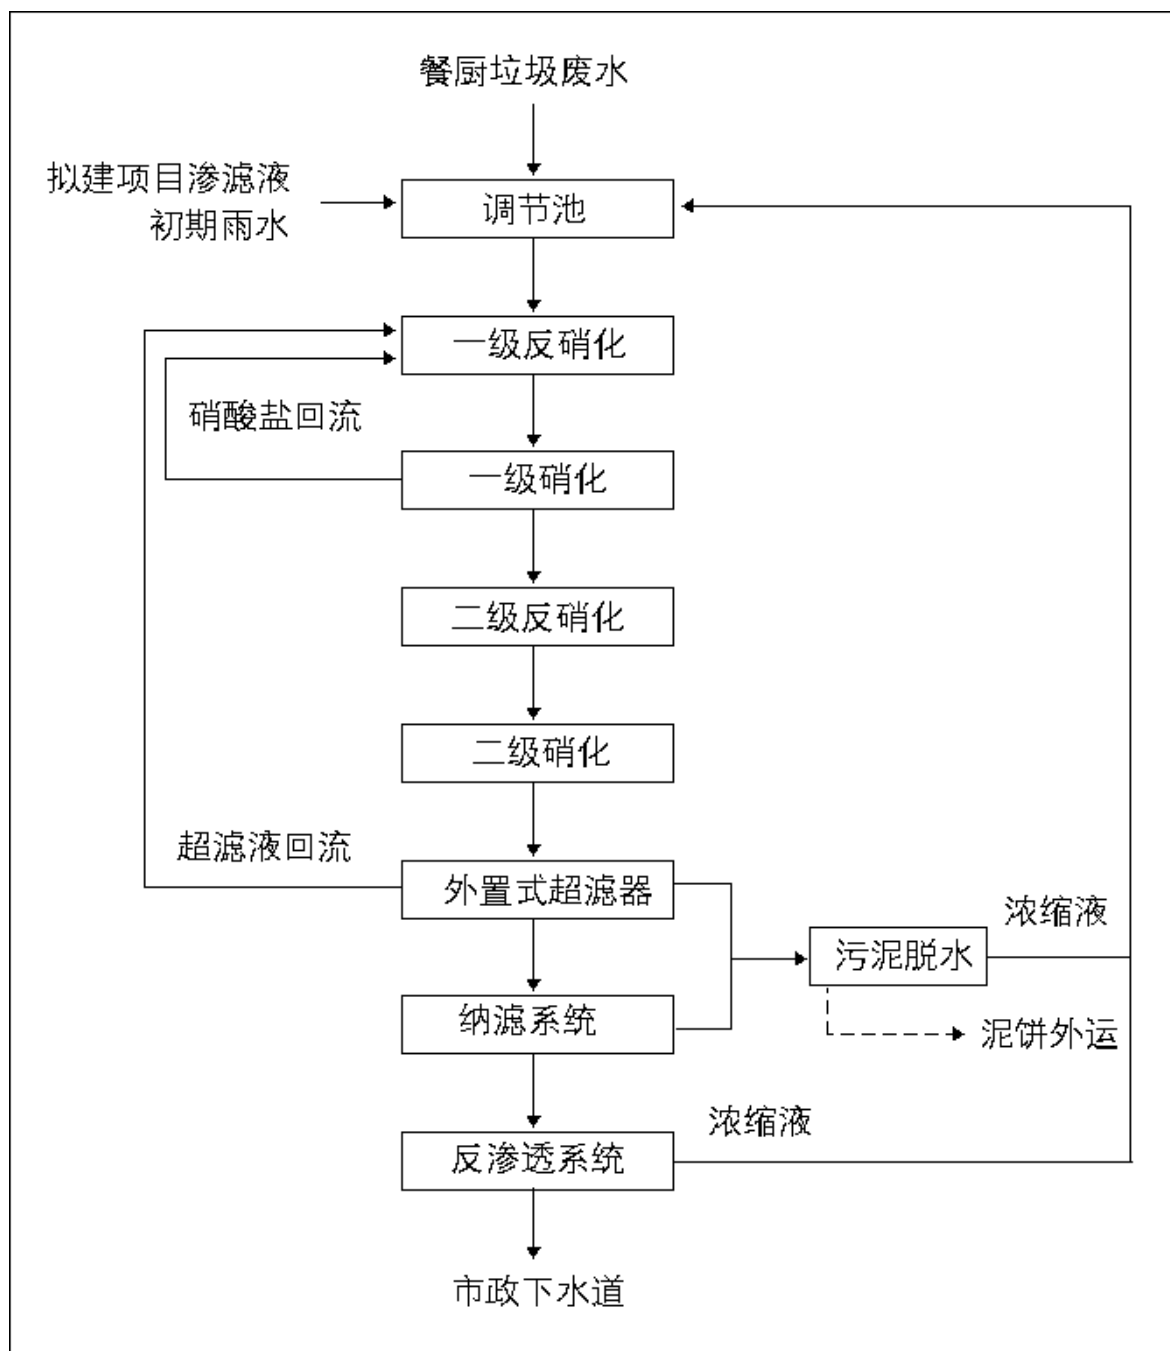 餐厨垃圾废水
拟建项目渗滤液
初期雨水
调节池
一级反硝化
硝酸盐回流
一级硝化
二级反硝化
二级硝化
超滤液回流
外置式超滤器
浓缩液
污泥脱水
纳滤系统
泥饼外运
浓缩液
反渗透系统
市政下水道